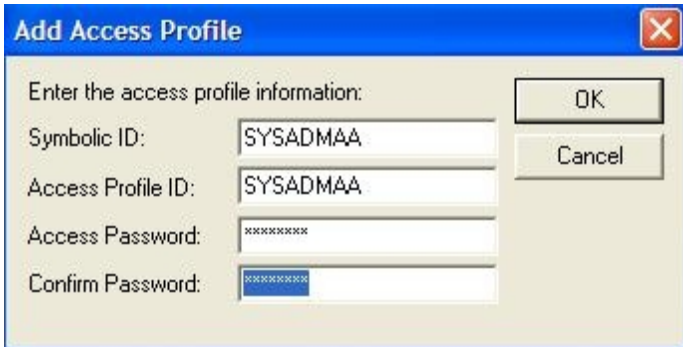 Add Access Profile
Enter the access profile information:
OK
Symbolic ID: SYSADMAA
Cancel
Access Profile ID: SYSADMAA
Access Password: ********
Confirm Password: ********